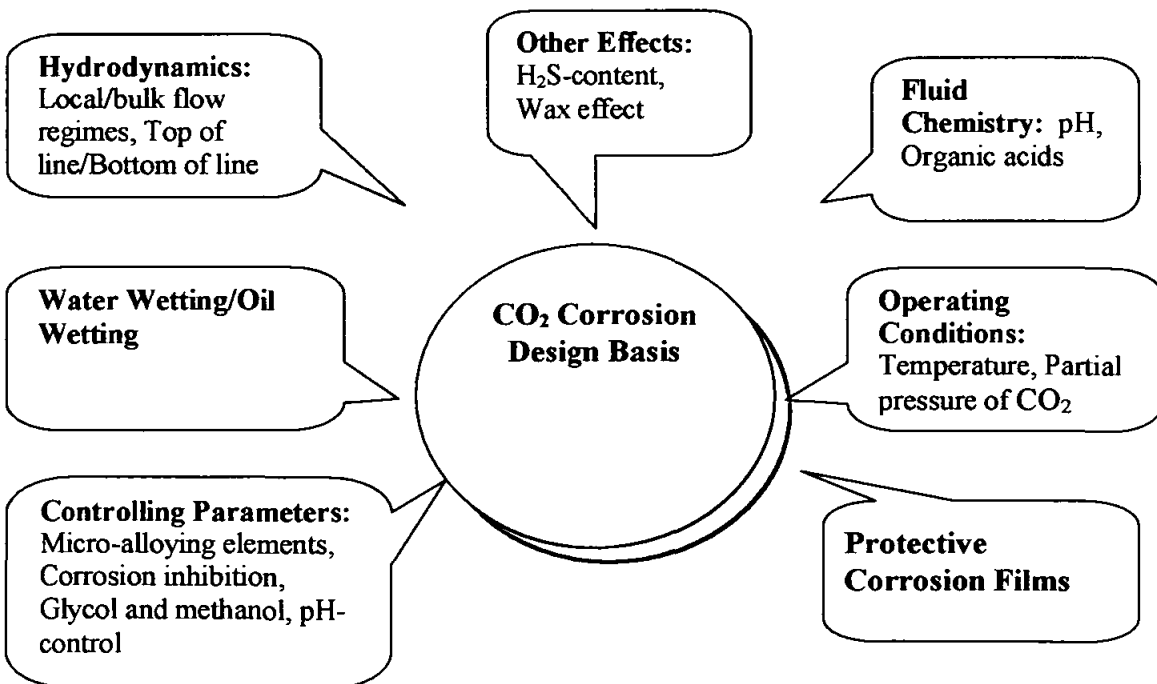 Hydrodynamics:
Local/bulk flow
regimes, Top of
line/Bottom of line
Other Effects:
H₂S-content,
Wax effect
Fluid
Chemistry: pH,
Organic acids
Water Wetting/Oil
Wetting
CO₂ Corrosion
Design Basis
Operating
Conditions:
Temperature, Partial
pressure of CO₂
Controlling Parameters:
Micro-alloying elements,
Corrosion inhibition,
Glycol and methanol, pH-
control
Protective
Corrosion Films